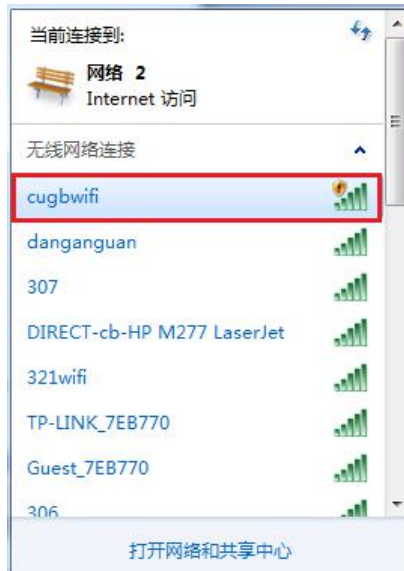 当前连接到:
网络 2
Internet 访问
无线网络连接
cugbwifi
danganguan
307
DIRECT-cb-HP M277 LaserJet
321wifi
TP-LINK_7EB770
Guest_7EB770
306
打开网络和共享中心